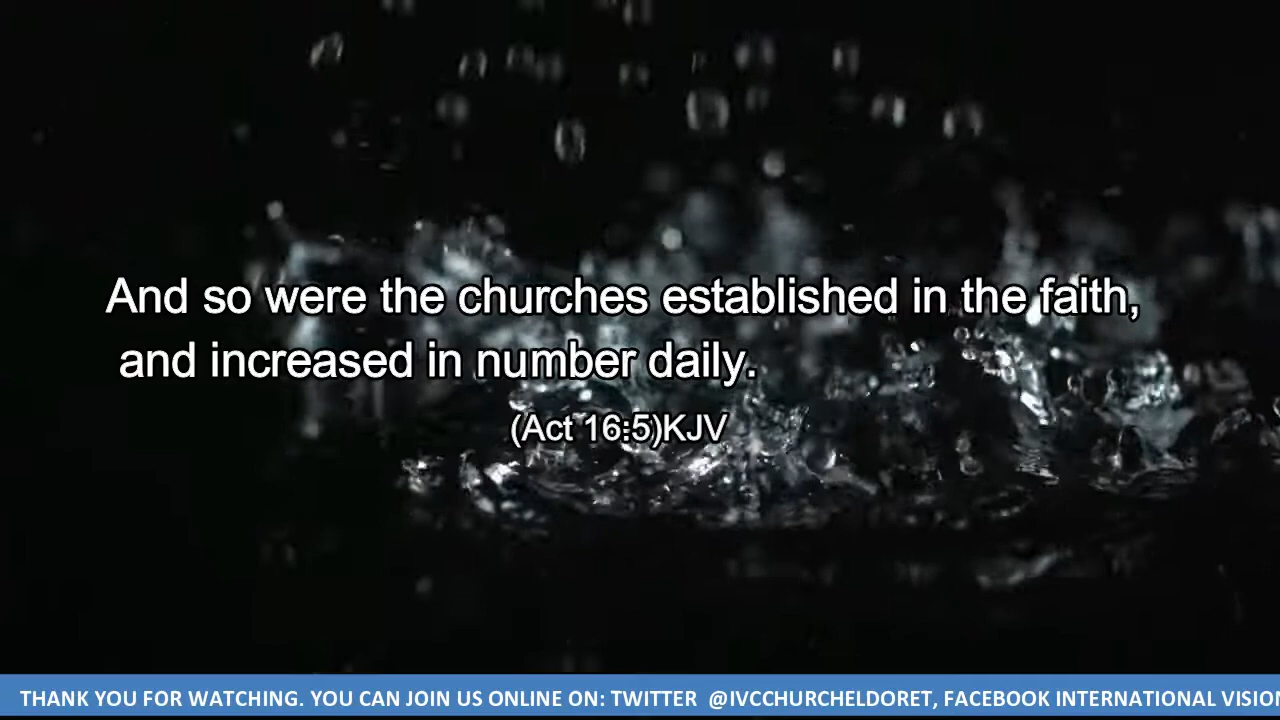 And so were the churches established in the faith,
and increased in number daily.
(Act 16:5)KJV
THANK YOU FOR WATCHING. YOU CAN JOIN US ONLINE ON: TWITTER @IVCCHURCHELDORET, FACEBOOK INTERNATIONAL VISION